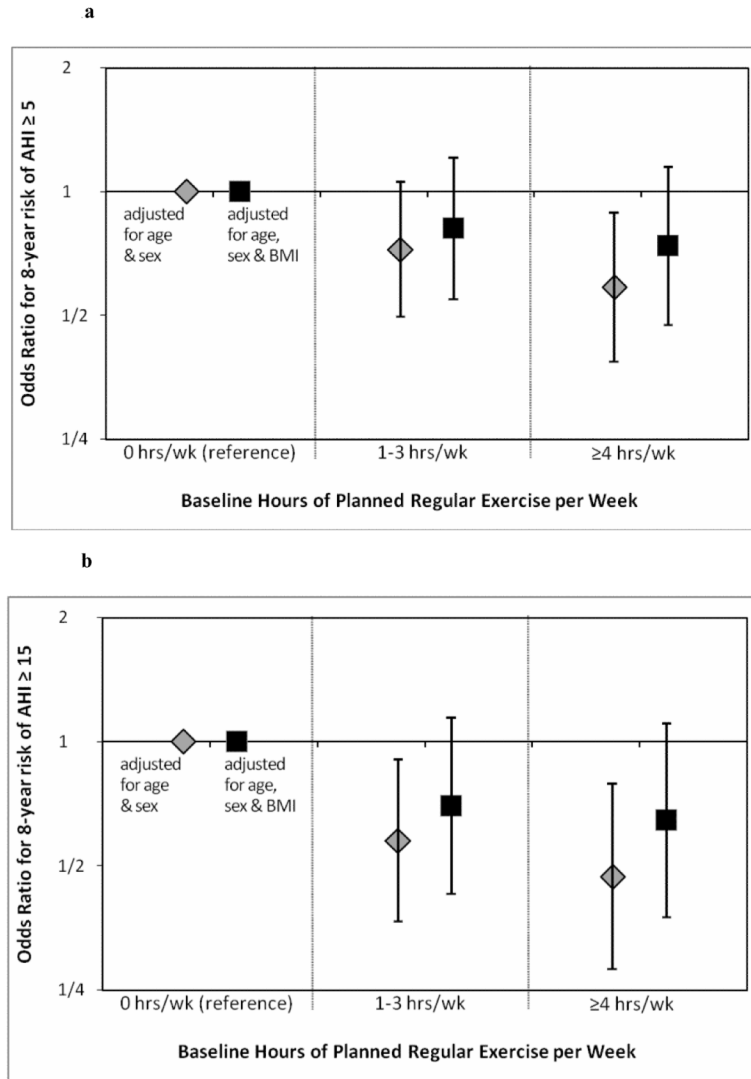 a
Odds Ratio for 8-year risk of AHI ≥ 5
2
1
1/2
1/4
adjusted
for age
& sex
adjusted
for age,
sex & BMI
0 hrs/wk (reference)
1-3 hrs/wk
≥4 hrs/wk
Baseline Hours of Planned Regular Exercise per Week
b
Odds Ratio for 8-year risk of AHI ≥ 15
2
1
1/2
1/4
adjusted
for age
& sex
adjusted
for age,
sex & BMI
0 hrs/wk (reference)
1-3 hrs/wk
≥4 hrs/wk
Baseline Hours of Planned Regular Exercise per Week